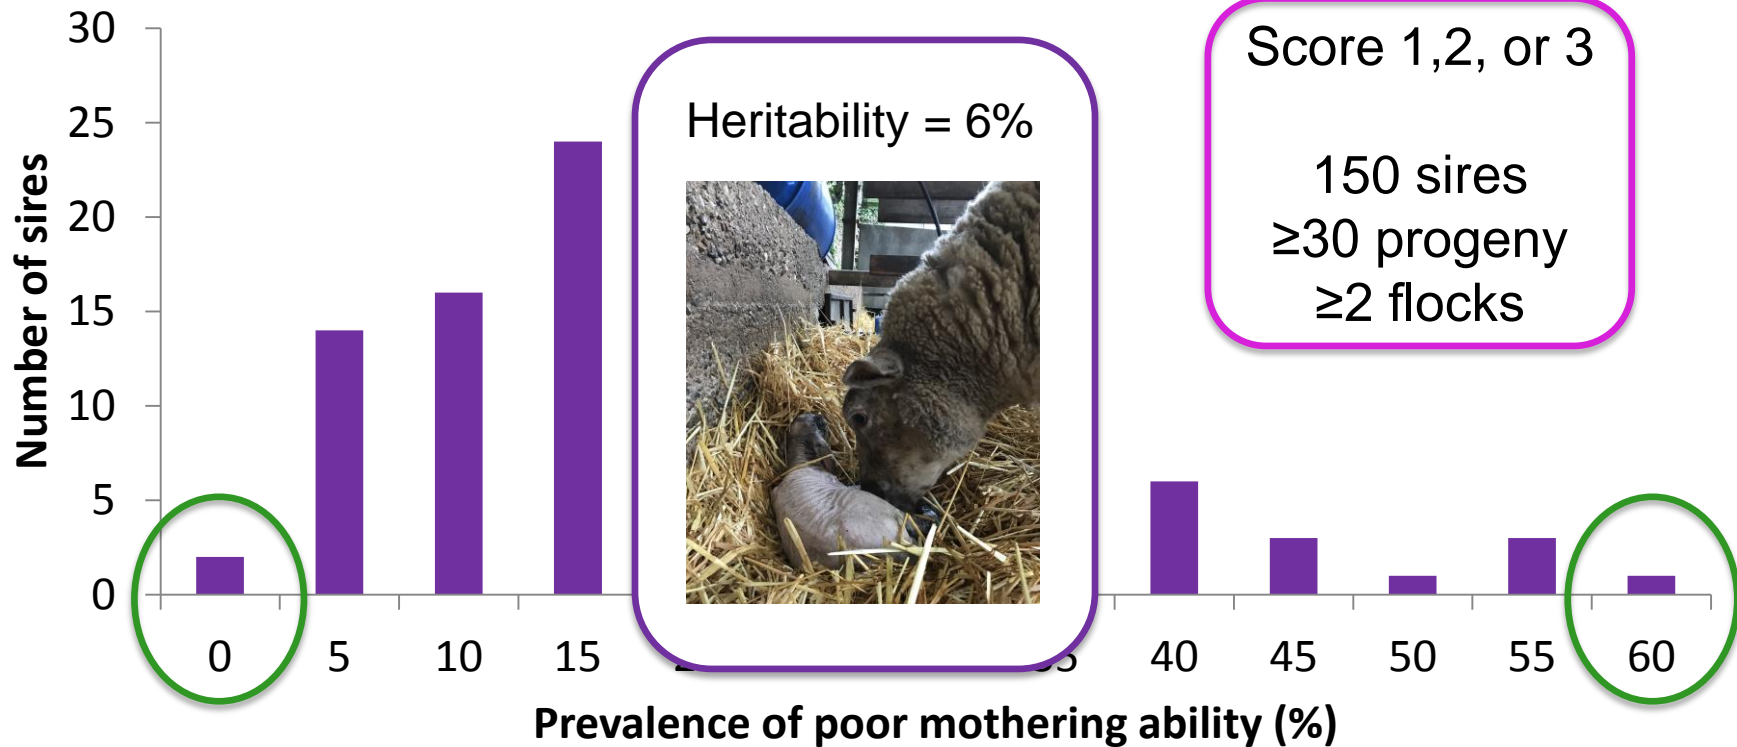 30
25
20
15
10
5
0
Number of sires
Heritability = 6%
Score 1,2, or 3
150 sires
≥30 progeny
≥2 flocks
0 5 10 15 40 45 50 55 60
Prevalence of poor mothering ability (%)